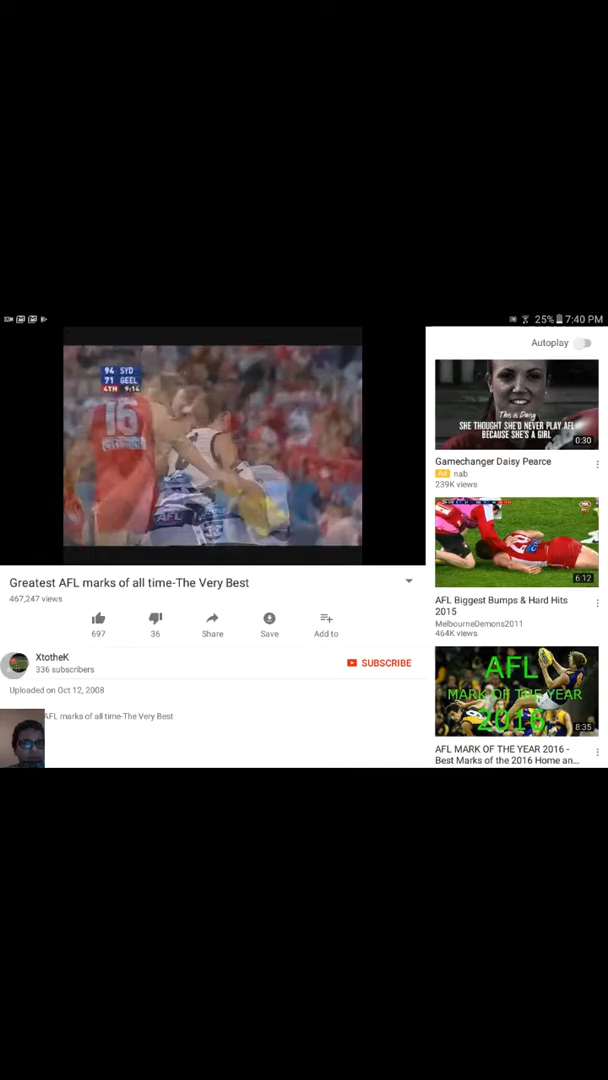 25% 7:40 PM
94 SYD
71 GEEL
4TH 9:14
16
AFL
Greatest AFL marks of all time-The Very Best
467,247 views
697
36
Share
Save
Add to
XtotheK
336 subscribers
SUBSCRIBE
Uploaded on Oct 12, 2008
AFL marks of all time-The Very Best
Autoplay
This is Daisy
SHE THOUGHT SHE'D NEVER PLAY AFL
BECAUSE SHE'S A GIRL
0:30
Gamechanger Daisy Pearce
Ad nab
239K views
6:12
AFL Biggest Bumps & Hard Hits
2015
MelbourneDemons2011
464K views
AFL
MARK OF THE YEAR
2016
8:35
AFL MARK OF THE YEAR 2016 -
Best Marks of the 2016 Home an...